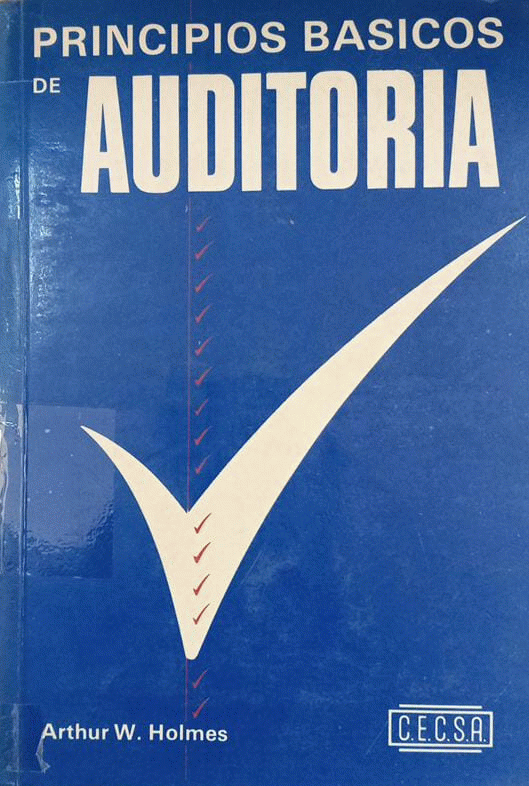 PRINCIPIOS BASICOS
DE
AUDITORIA
Arthur W. Holmes
C.E.C.S.A.